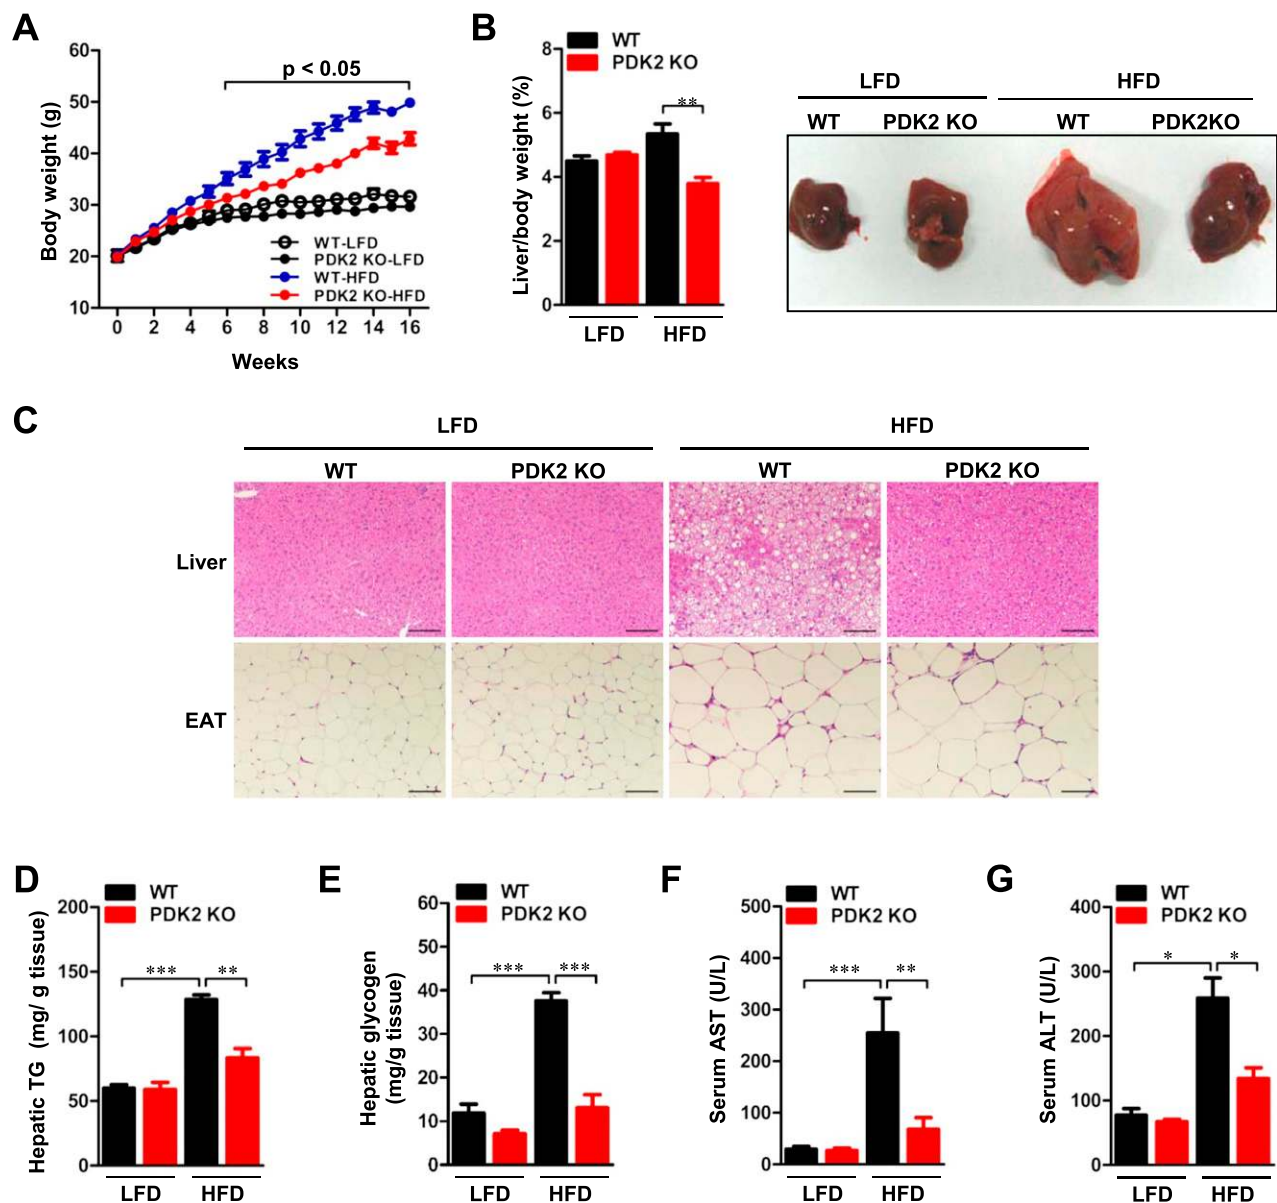 A
60
50
40
30
20
10
Body weight (g)
p < 0.05
WT-LFD
PDK2 KO-LFD
WT-HFD
PDK2 KO-HFD
0 2 4 6 8 10 12 14 16
Weeks
B
WT
PDK2 KO
8
6
4
2
0
Liver/body weight (%)
**
LFD HFD
LFD HFD
WT PDK2 KO WT PDK2KO
C
LFD HFD
WT PDK2 KO WT PDK2 KO
Liver
EAT
D
WT
PDK2 KO
200
150
100
50
0
Hepatic TG (mg/ g tissue)
*** **
LFD HFD
E
WT
PDK2 KO
60
50
40
30
20
10
0
Hepatic glycogen
(mg/g tissue)
*** ***
LFD HFD
F
WT
PDK2 KO
500
400
300
200
100
0
Serum AST (U/L)
*** **
LFD HFD
G
WT
PDK2 KO
400
300
200
100
0
Serum ALT (U/L)
* *
LFD HFD